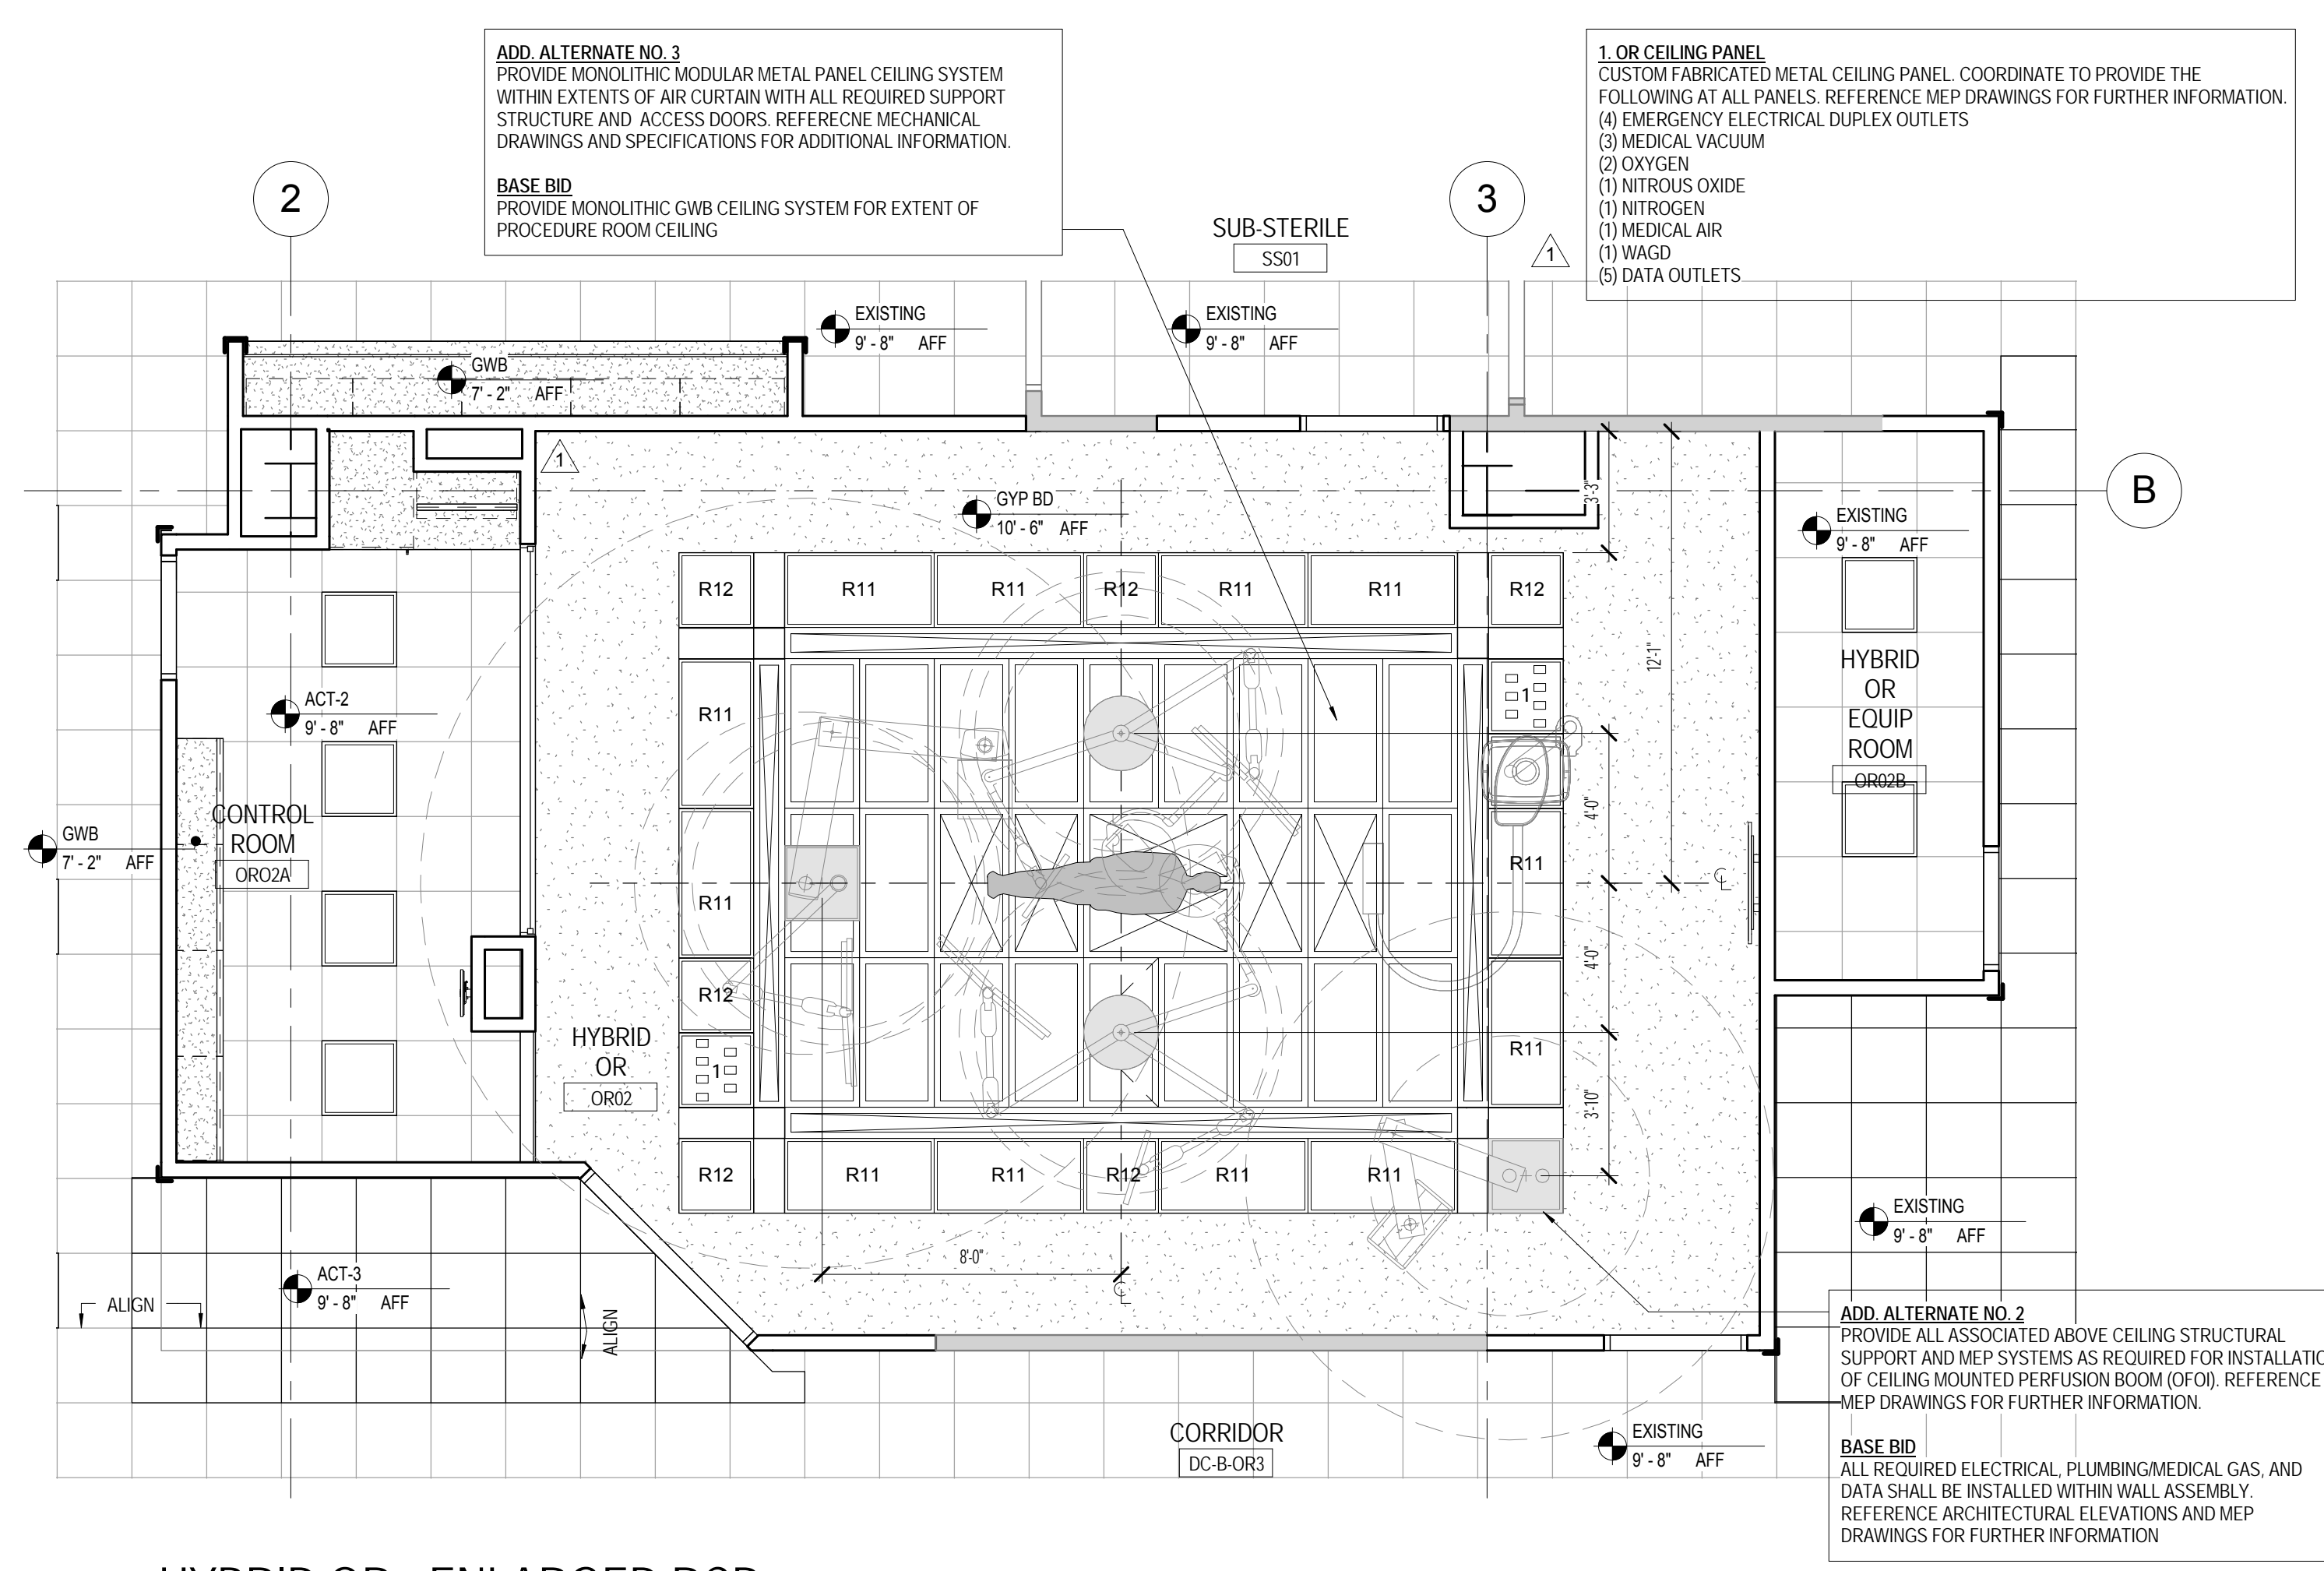 ADD. ALTERNATE NO. 3
PROVIDE MONOLITHIC MODULAR METAL PANEL CEILING SYSTEM
WITHIN EXTENTS OF AIR CURTAIN WITH ALL REQUIRED SUPPORT
STRUCTURE AND ACCESS DOORS. REFERECNE MECHANICAL
DRAWINGS AND SPECIFICATIONS FOR ADDITIONAL INFORMATION.
BASE BID
PROVIDE MONOLITHIC GWB CEILING SYSTEM FOR EXTENT OF
PROCEDURE ROOM CEILING
1. OR CEILING PANEL
CUSTOM FABRICATED METAL CEILING PANEL. COORDINATE TO PROVIDE THE
FOLLOWING AT ALL PANELS. REFERENCE MEP DRAWINGS FOR FURTHER INFORMATION.
(4) EMERGENCY ELECTRICAL DUPLEX OUTLETS
(3) MEDICAL VACUUM
(2) OXYGEN
(1) NITROUS OXIDE
(1) NITROGEN
(1) MEDICAL AIR
(1) WAGD
(5) DATA OUTLETS
2
3
SUB-STERILE
SS01
1
EXISTING
9' - 8" AFF
EXISTING
9' - 8" AFF
GWB
7' - 2" AFF
1
GYP BD
10' - 6" AFF
3'-3"
B
EXISTING
9' - 8" AFF
R12
R11
R11
R12
R11
R11
R12
12'-1"
HYBRID
OR
EQUIP
ROOM
OR02B
ACT-2
9' - 8" AFF
R11
1
CONTROL
ROOM
ORO2A
GWB
7' - 2" AFF
4'-0"
R11
R11
CL
4'-0"
R12
HYBRID
OR
OR02
1
R11
3'-10"
R12
R11
R11
R12
R11
R11
8'-0"
CL
EXISTING
9' - 8" AFF
ACT-3
9' - 8" AFF
ALIGN
ALIGN
ADD. ALTERNATE NO. 2
PROVIDE ALL ASSOCIATED ABOVE CEILING STRUCTURAL
SUPPORT AND MEP SYSTEMS AS REQUIRED FOR INSTALLATIO
OF CEILING MOUNTED PERFUSION BOOM (OFOI). REFERENCE
MEP DRAWINGS FOR FURTHER INFORMATION.
BASE BID
ALL REQUIRED ELECTRICAL, PLUMBING/MEDICAL GAS, AND
DATA SHALL BE INSTALLED WITHIN WALL ASSEMBLY.
REFERENCE ARCHITECTURAL ELEVATIONS AND MEP
DRAWINGS FOR FURTHER INFORMATION
CORRIDOR
DC-B-OR3
EXISTING
9' - 8" AFF
HYBRID OR - ENLARGED RCP